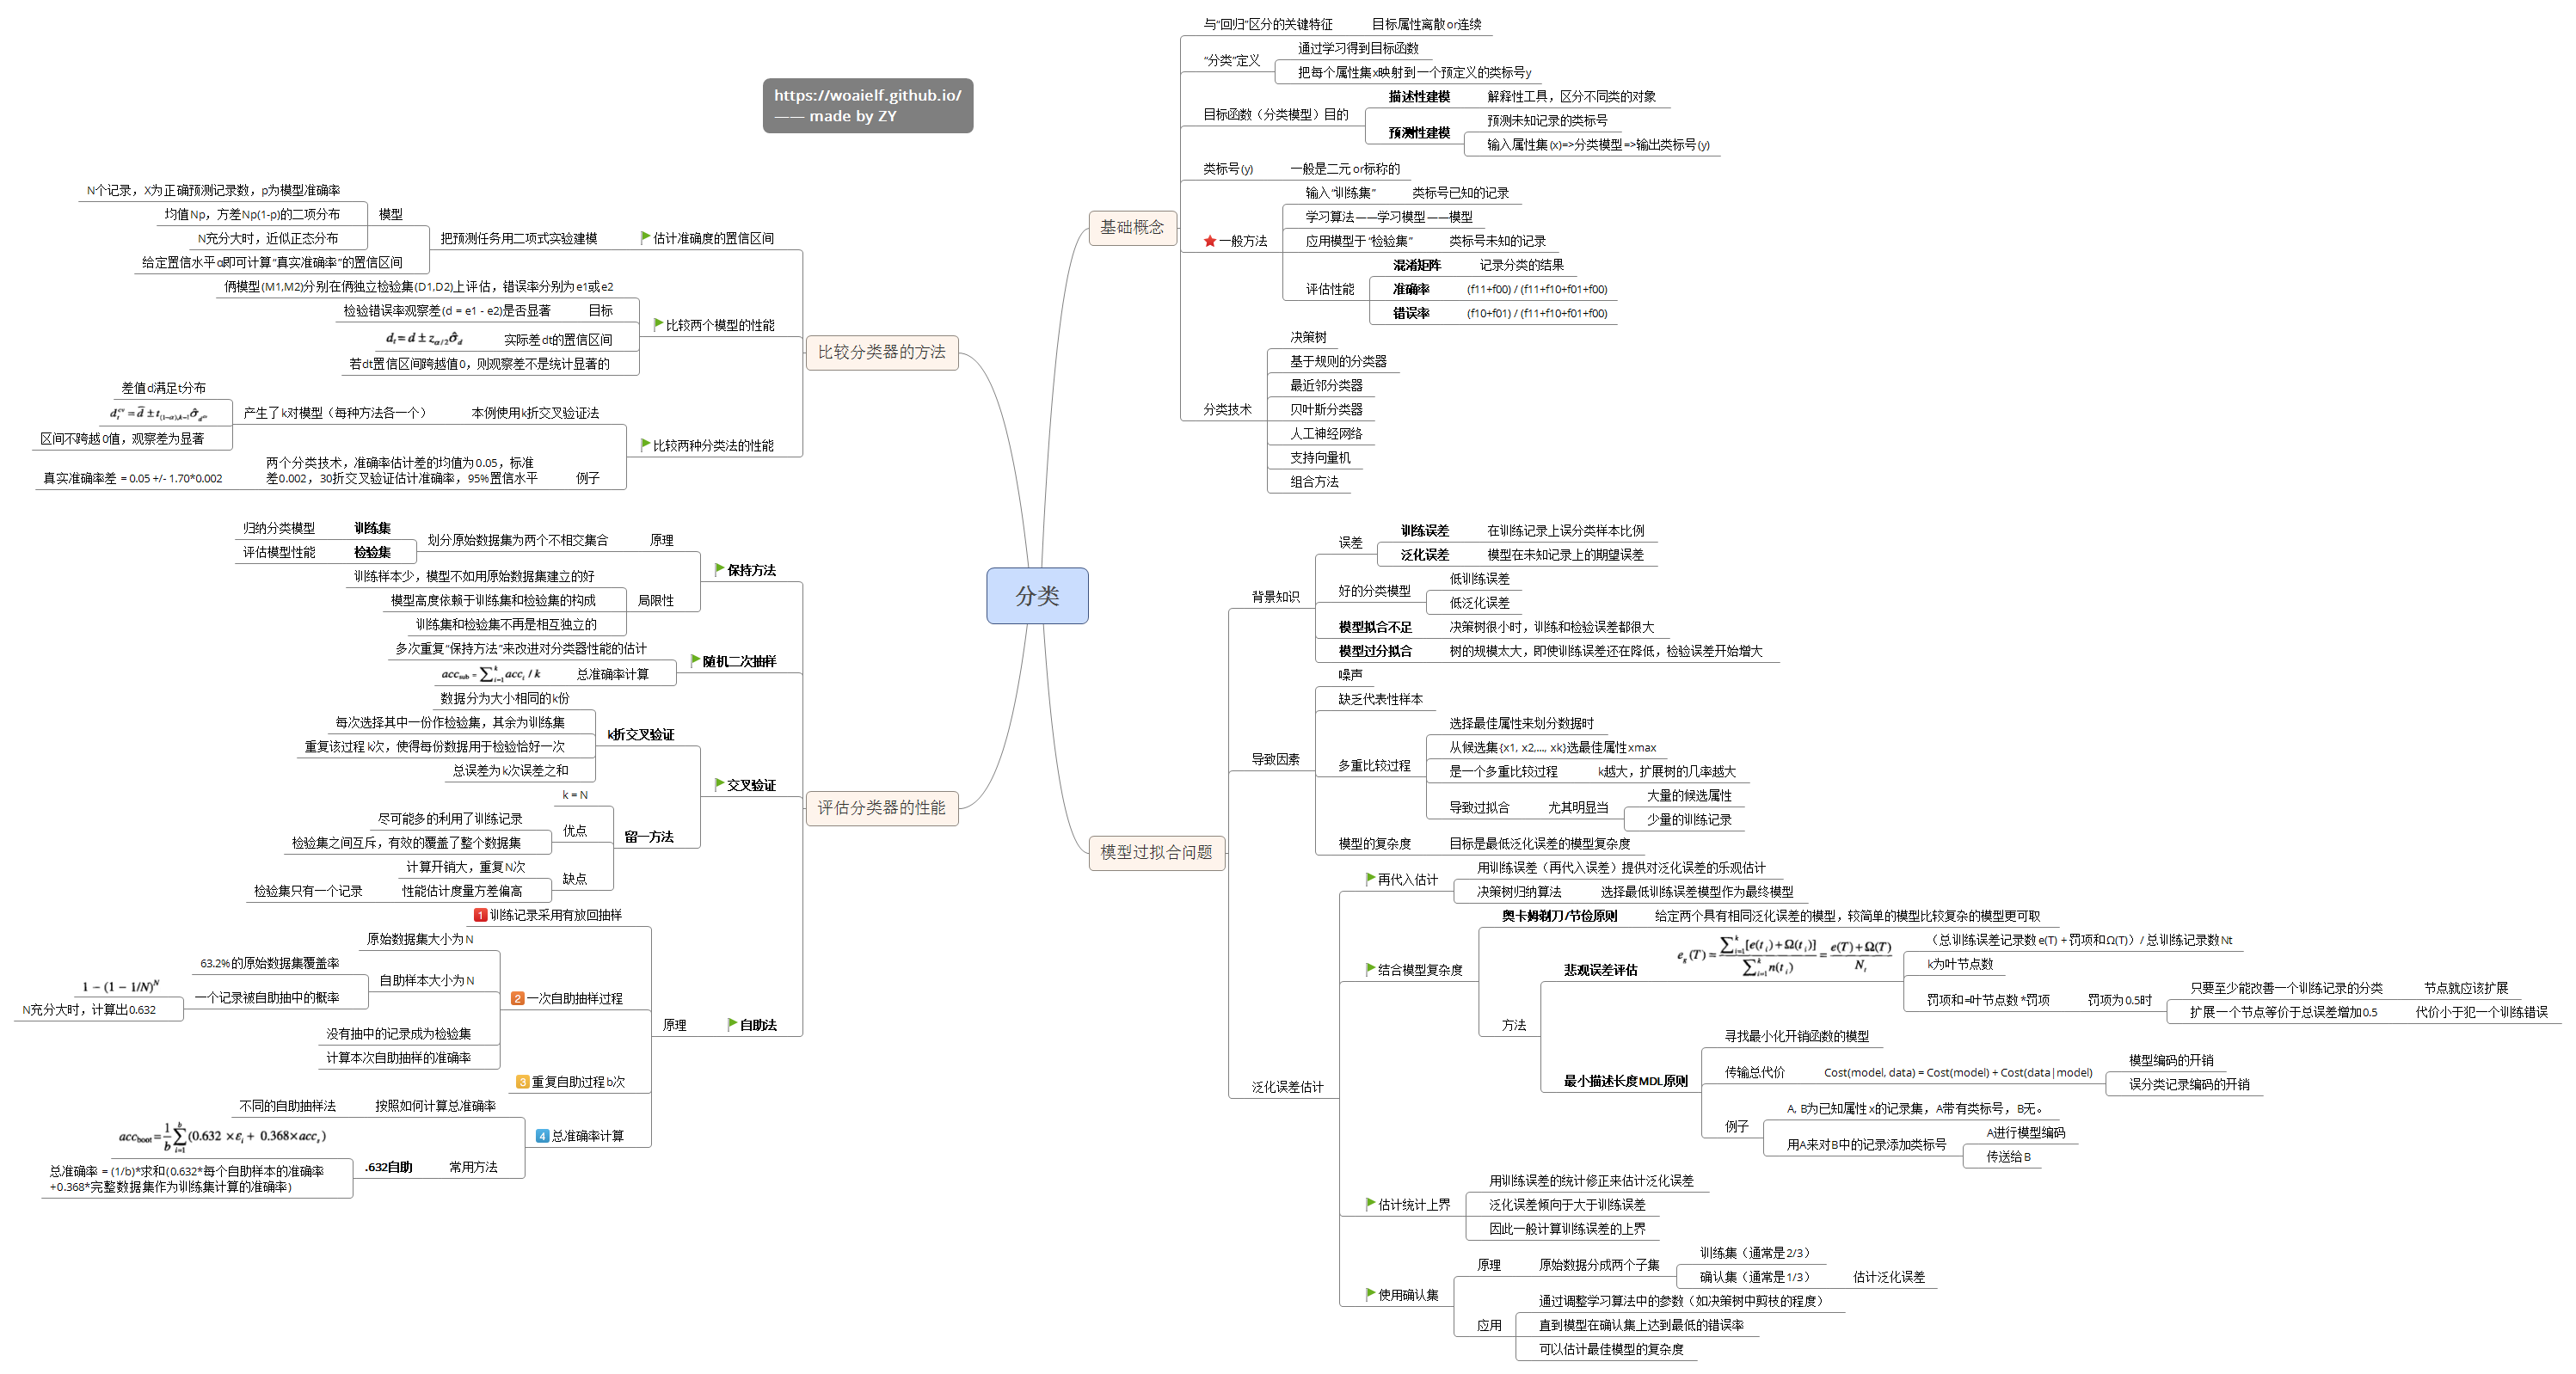 https://woaielf.github.io/
—— made by ZY
分类
基础概念
与“回归”区分的关键特征
目标属性离散or连续
“分类”定义
通过学习得到目标函数
把每个属性集x映射到一个预定义的类标号y
目标函数（分类模型）目的
描述性建模
解释性工具，区分不同类的对象
预测性建模
预测未知记录的类标号
输入属性集(x)=>分类模型=>输出类标号(y)
类标号(y)
一般是二元or标称的
一般方法
输入“训练集”
类标号已知的记录
学习算法——学习模型——模型
应用模型于“检验集”
类标号未知的记录
评估性能
混淆矩阵
记录分类的结果
准确率
(f11+f00) / (f11+f10+f01+f00)
错误率
(f10+f01) / (f11+f10+f01+f00)
分类技术
决策树
基于规则的分类器
最近邻分类器
贝叶斯分类器
人工神经网络
支持向量机
组合方法
模型过拟合问题
背景知识
误差
训练误差
在训练记录上误分类样本比例
泛化误差
模型在未知记录上的期望误差
好的分类模型
低训练误差
低泛化误差
模型拟合不足
决策树很小时，训练和检验误差都很大
模型过分拟合
树的规模太大，即使训练误差还在降低，检验误差开始增大
导致因素
噪声
缺乏代表性样本
多重比较过程
选择最佳属性来划分数据时
从候选集{x1, x2,..., xk}选最佳属性xmax
是一个多重比较过程
k越大，扩展树的几率越大
导致过拟合
尤其明显当
大量的候选属性
少量的训练记录
模型的复杂度
目标是最低泛化误差的模型复杂度
泛化误差估计
再代入估计
用训练误差（再代入误差）提供对泛化误差的乐观估计
决策树归纳算法
选择最低训练误差模型作为最终模型
结合模型复杂度
奥卡姆剃刀/节俭原则
给定两个具有相同泛化误差的模型，较简单的模型比较复杂的模型更可取
方法
悲观误差评估
e_g(T) = ∑_{i=1}^{k}[e(t_i)+Ω(t_i)] / ∑_{i=1}^{k} n(t_i) = (e(T)+Ω(T)) / N_t
（总训练误差记录数e(T) + 罚项和Ω(T)）/ 总训练记录数Nt
k为叶节点数
罚项和=叶节点数*罚项
罚项为0.5时
只要至少能改善一个训练记录的分类
节点就应该扩展
扩展一个节点等价于总误差增加0.5
代价小于犯一个训练错误
最小描述长度MDL原则
寻找最小化开销函数的模型
传输总代价
Cost(model, data) = Cost(model) + Cost(data|model)
模型编码的开销
误分类记录编码的开销
例子
A, B为已知属性x的记录集，A带有类标号，B无。
用A来对B中的记录添加类标号
A进行模型编码
传送给B
估计统计上界
用训练误差的统计修正来估计泛化误差
泛化误差倾向于大于训练误差
因此一般计算训练误差的上界
使用确认集
原理
原始数据分成两个子集
训练集（通常是2/3）
确认集（通常是1/3）
估计泛化误差
应用
通过调整学习算法中的参数（如决策树中剪枝的程度）
直到模型在确认集上达到最低的错误率
可以估计最佳模型的复杂度
比较分类器的方法
估计准确度的置信区间
把预测任务用二项式实验建模
模型
N个记录，X为正确预测记录数，p为模型准确率
均值Np，方差Np(1-p)的二项分布
N充分大时，近似正态分布
给定置信水平α即可计算“真实准确率”的置信区间
比较两个模型的性能
俩模型(M1,M2)分别在俩独立检验集(D1,D2)上评估，错误率分别为e1或e2
目标
检验错误率观察差(d = e1 - e2)是否显著
实际差dt的置信区间
d_t = d ± z_{α/2} σ̂_d
若dt置信区间跨越值0，则观察差不是统计显著的
比较两种分类法的性能
本例使用k折交叉验证法
产生了k对模型（每种方法各一个）
差值d满足t分布
d_t^{cv} = d̄ ± t_{(1-α),k-1} σ̂_{d^{cv}}
区间不跨越0值，观察差为显著
例子
两个分类技术，准确率估计差的均值为0.05，标准
差0.002，30折交叉验证估计准确率，95%置信水平
真实准确率差 = 0.05 +/- 1.70*0.002
评估分类器的性能
保持方法
原理
划分原始数据集为两个不相交集合
训练集
归纳分类模型
检验集
评估模型性能
局限性
训练样本少，模型不如用原始数据集建立的好
模型高度依赖于训练集和检验集的构成
训练集和检验集不再是相互独立的
随机二次抽样
多次重复“保持方法”来改进对分类器性能的估计
总准确率计算
acc_sub = ∑_{i=1}^{k} acc_i / k
交叉验证
k折交叉验证
数据分为大小相同的k份
每次选择其中一份作检验集，其余为训练集
重复该过程k次，使得每份数据用于检验恰好一次
总误差为k次误差之和
留一方法
k = N
优点
尽可能多的利用了训练记录
检验集之间互斥，有效的覆盖了整个数据集
缺点
计算开销大，重复N次
性能估计度量方差偏高
检验集只有一个记录
自助法
原理
1 训练记录采用有放回抽样
2 一次自助抽样过程
原始数据集大小为N
自助样本大小为N
63.2%的原始数据集覆盖率
一个记录被自助抽中的概率
1 − (1 − 1/N)^N
N充分大时，计算出0.632
没有抽中的记录成为检验集
计算本次自助抽样的准确率
3 重复自助过程b次
4 总准确率计算
按照如何计算总准确率
不同的自助抽样法
常用方法
.632自助
acc_boot = 1/b ∑_{i=1}^{b} (0.632 × ε_i + 0.368 × acc_s)
总准确率 = (1/b)*求和(0.632*每个自助样本的准确率
+0.368*完整数据集作为训练集计算的准确率)